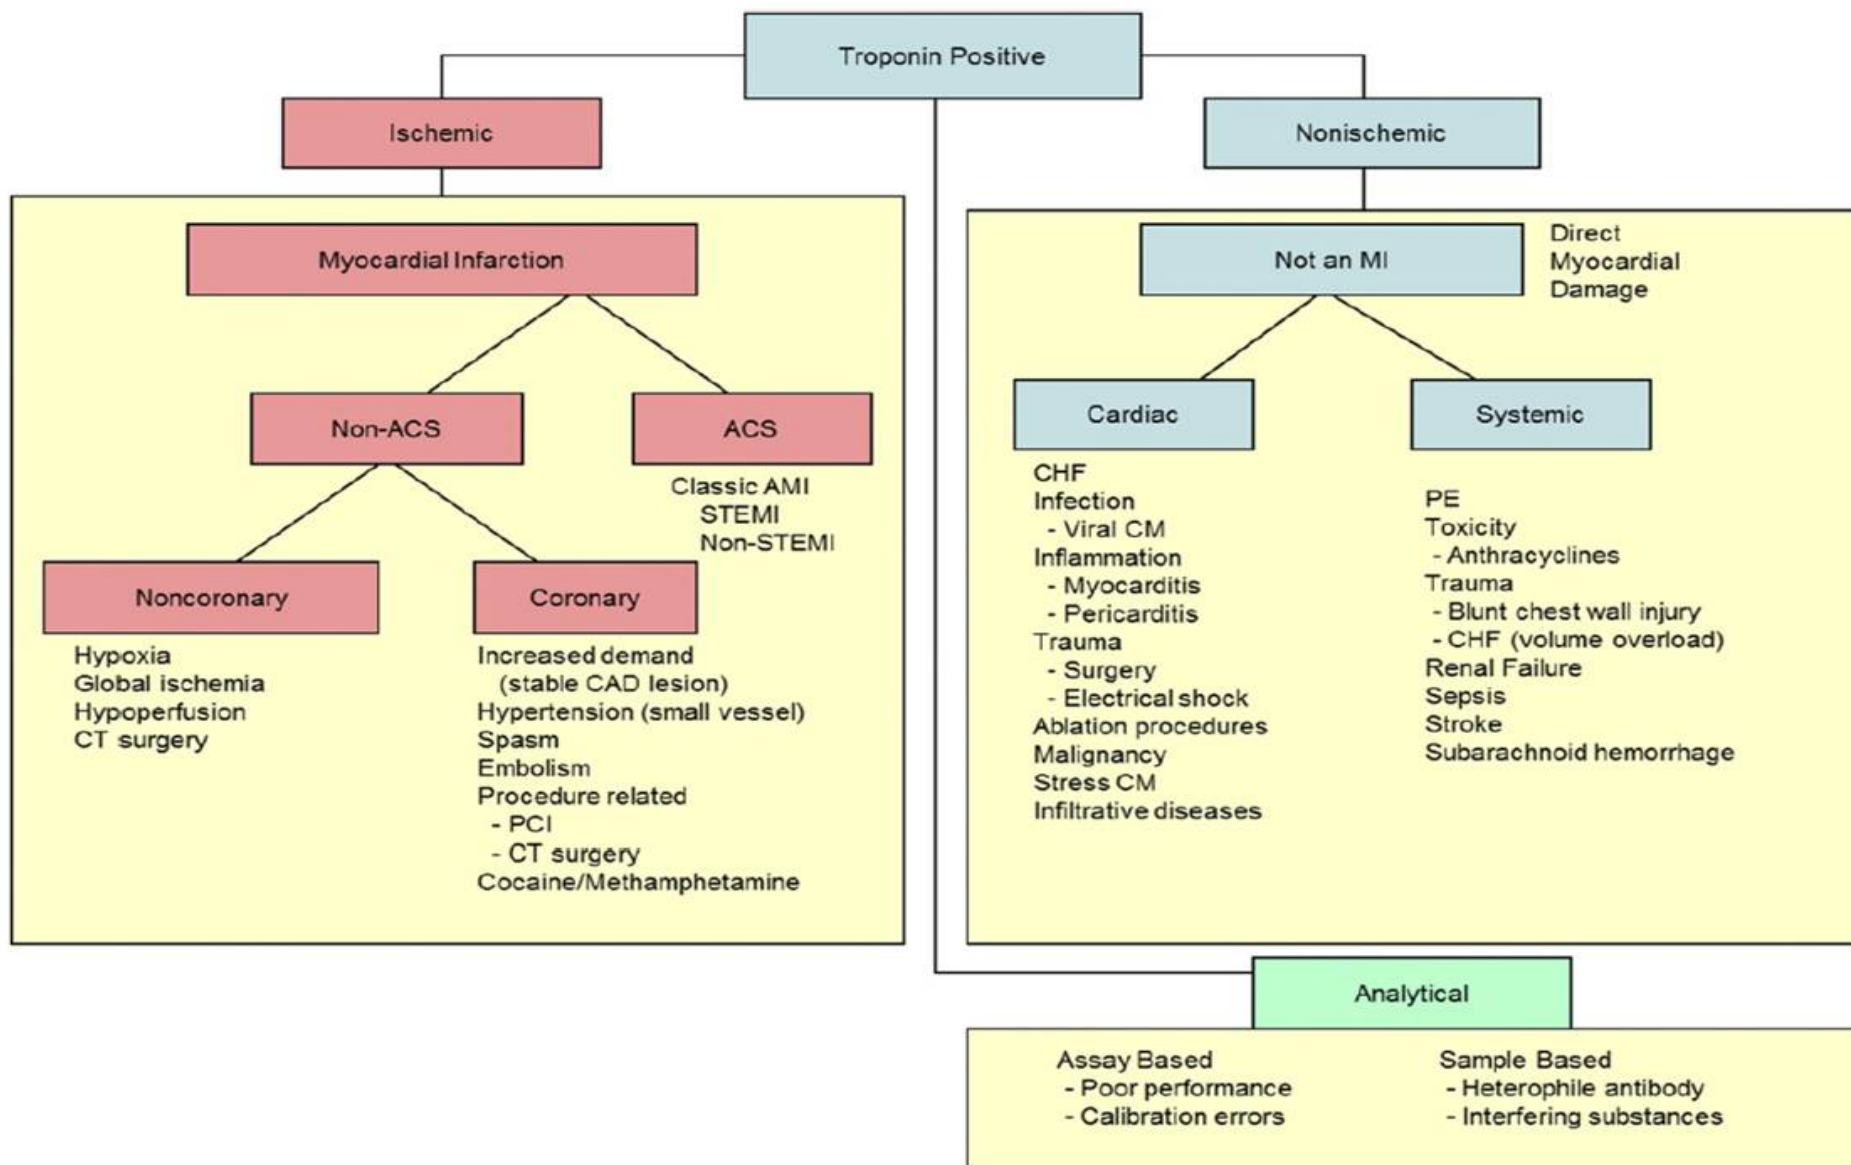 Troponin Positive
Ischemic
Nonischemic
Myocardial Infarction
Non-ACS
ACS
Classic AMI
STEMI
Non-STEMI
Noncoronary
Hypoxia
Global ischemia
Hypoperfusion
CT surgery
Coronary
Increased demand
(stable CAD lesion)
Hypertension (small vessel)
Spasm
Embolism
Procedure related
- PCI
- CT surgery
Cocaine/Methamphetamine
Not an MI
Direct
Myocardial
Damage
Cardiac
CHF
Infection
- Viral CM
Inflammation
- Myocarditis
- Pericarditis
Trauma
- Surgery
- Electrical shock
Ablation procedures
Malignancy
Stress CM
Infiltrative diseases
Systemic
PE
Toxicity
- Anthracyclines
Trauma
- Blunt chest wall injury
- CHF (volume overload)
Renal Failure
Sepsis
Stroke
Subarachnoid hemorrhage
Analytical
Assay Based
- Poor performance
- Calibration errors
Sample Based
- Heterophile antibody
- Interfering substances